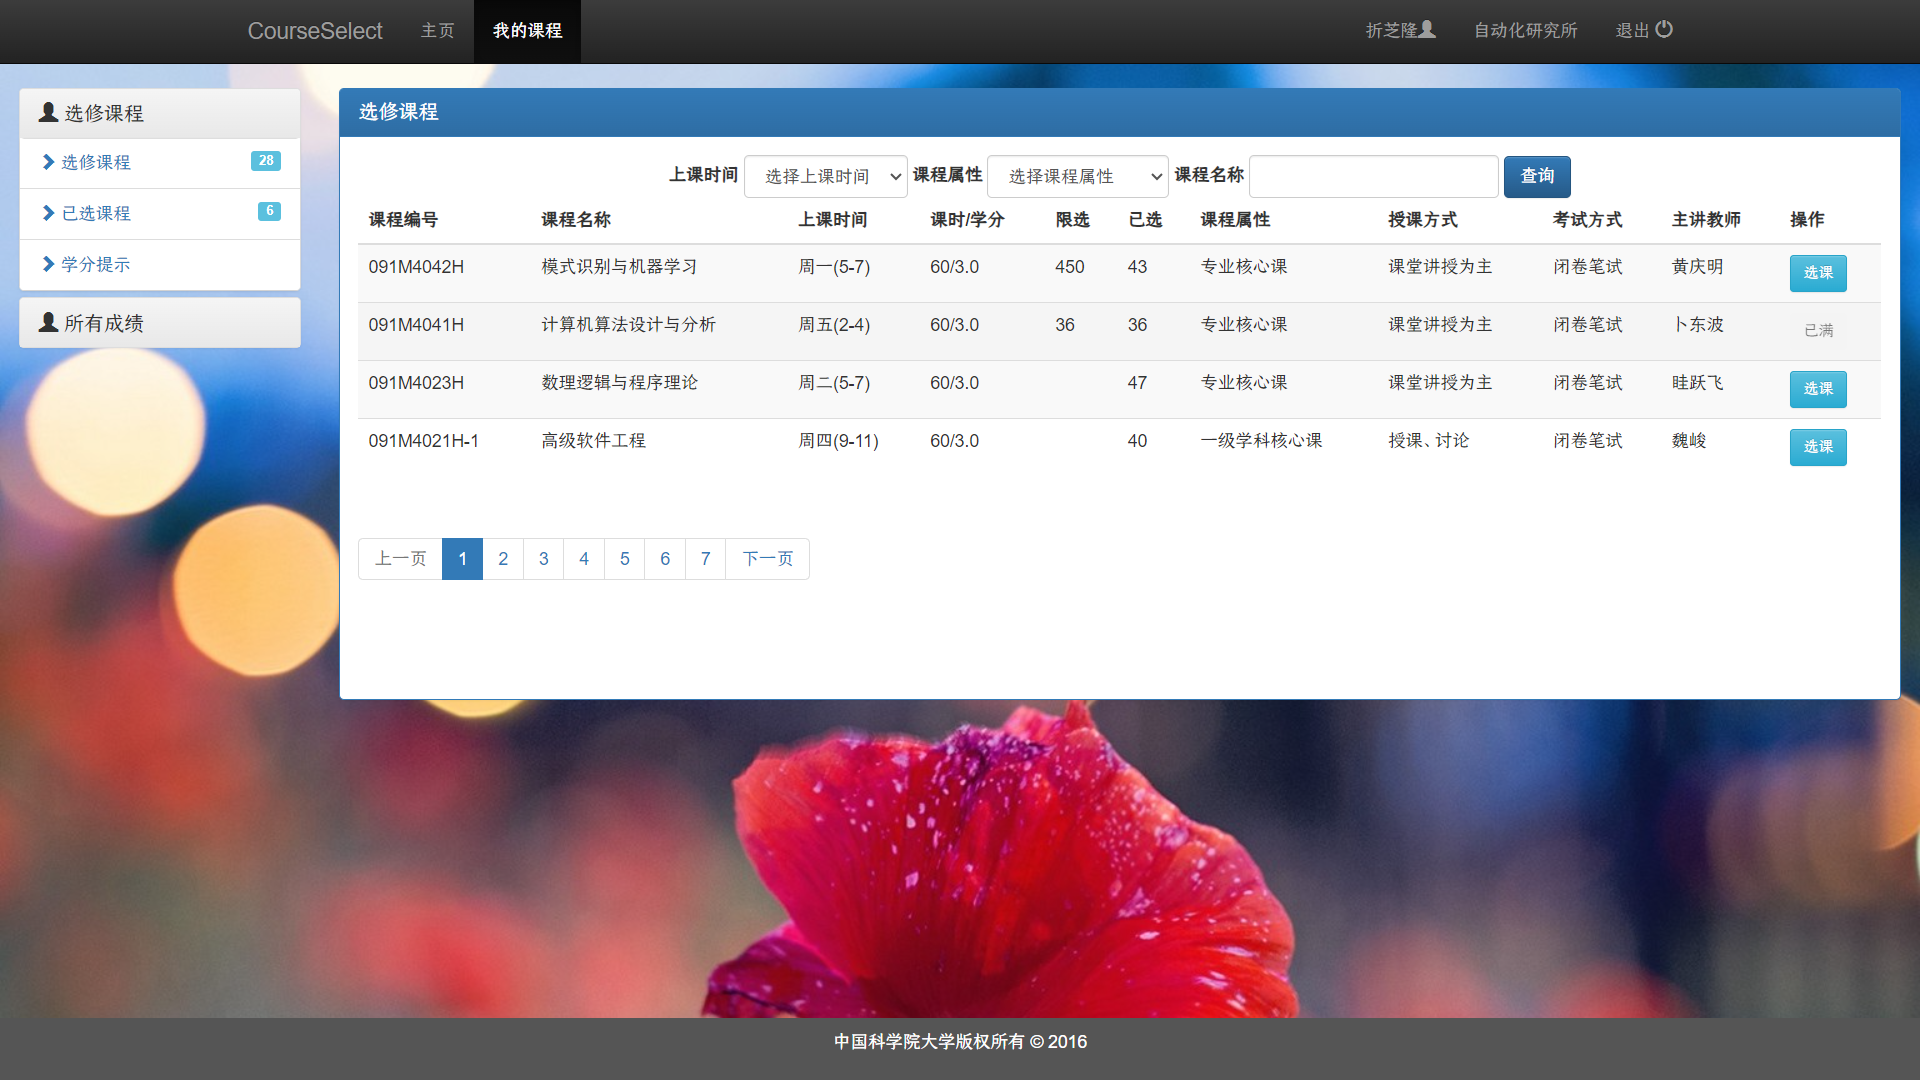 CourseSelect 主页 我的课程 折芝隆 自动化研究所 退出
选修课程
选修课程 28
已选课程 6
学分提示
所有成绩
选修课程
上课时间 选择上课时间 课程属性 选择课程属性 课程名称 查询
课程编号 课程名称 上课时间 课时/学分 限选 已选 课程属性 授课方式 考试方式 主讲教师 操作
091M4042H 模式识别与机器学习 周一(5-7) 60/3.0 450 43 专业核心课 课堂讲授为主 闭卷笔试 黄庆明 选课
091M4041H 计算机算法设计与分析 周五(2-4) 60/3.0 36 36 专业核心课 课堂讲授为主 闭卷笔试 卜东波 已满
091M4023H 数理逻辑与程序理论 周二(5-7) 60/3.0 47 专业核心课 课堂讲授为主 闭卷笔试 眭跃飞 选课
091M4021H-1 高级软件工程 周四(9-11) 60/3.0 40 一级学科核心课 授课、讨论 闭卷笔试 魏峻 选课
上一页 1 2 3 4 5 6 7 下一页
中国科学院大学版权所有 © 2016